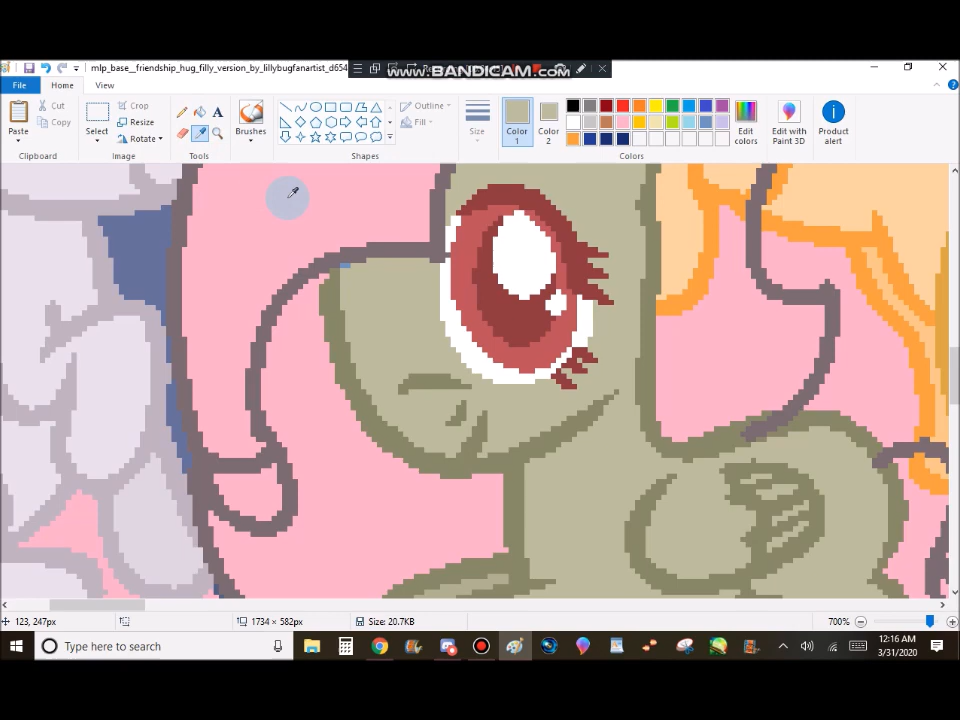 mlp_base__friendship_hug_filly_version_by_lillybugfanartist_d654
www.BANDICAM.com
File
Home
View
Paste
Cut
Copy
Clipboard
Select
Crop
Resize
Rotate
Image
A
Tools
Brushes
Shapes
Outline
Fill
Size
Color 1
Color 2
Colors
Edit colors
Edit with Paint 3D
Product alert
123, 247px
1734 × 582px
Size: 20.7KB
700%
Type here to search
12:16 AM
3/31/2020